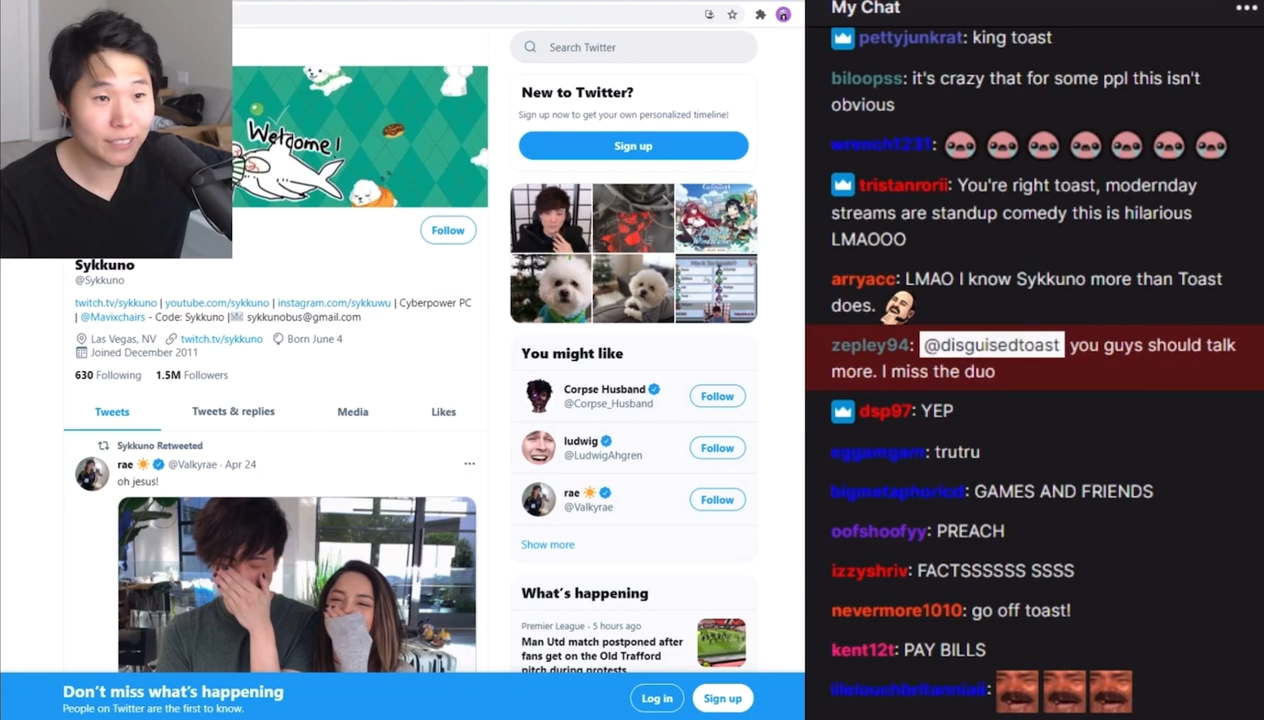 Search Twitter
Welcome!
New to Twitter?
Sign up now to get your own personalized timeline!
Sign up
Follow
Sykkuno
@Sykkuno
twitch.tv/sykkuno | youtube.com/sykkuno | instagram.com/sykkuwu | Cyberpower PC
| @Mavixchairs - Code: Sykkuno | sykkunobus@gmail.com
Las Vegas, NV twitch.tv/sykkuno Born June 4
Joined December 2011
630 Following 1.5M Followers
Tweets Tweets & replies Media Likes
Sykkuno Retweeted
rae @Valkyrae · Apr 24
oh jesus!
You might like
Corpse Husband
@Corpse_Husband
Follow
ludwig
@LudwigAhgren
Follow
rae
@Valkyrae
Follow
Show more
What's happening
Premier League · 5 hours ago
Man Utd match postponed after
fans get on the Old Trafford
pitch during protests
Don't miss what's happening
People on Twitter are the first to know.
Log in
Sign up
My Chat
pettyjunkrat: king toast
biloopss: it's crazy that for some ppl this isn't
obvious
wrench1231:
tristanrorii: You're right toast, modernday
streams are standup comedy this is hilarious
LMAOOO
arryacc: LMAO I know Sykkuno more than Toast
does.
zepley94: @disguisedtoast you guys should talk
more. I miss the duo
dsp97: YEP
eggamgam: trutru
GAMES AND FRIENDS
oofshoofyy: PREACH
izzyshriv: FACTSSSSSS SSSS
nevermore1010: go off toast!
kent12t: PAY BILLS